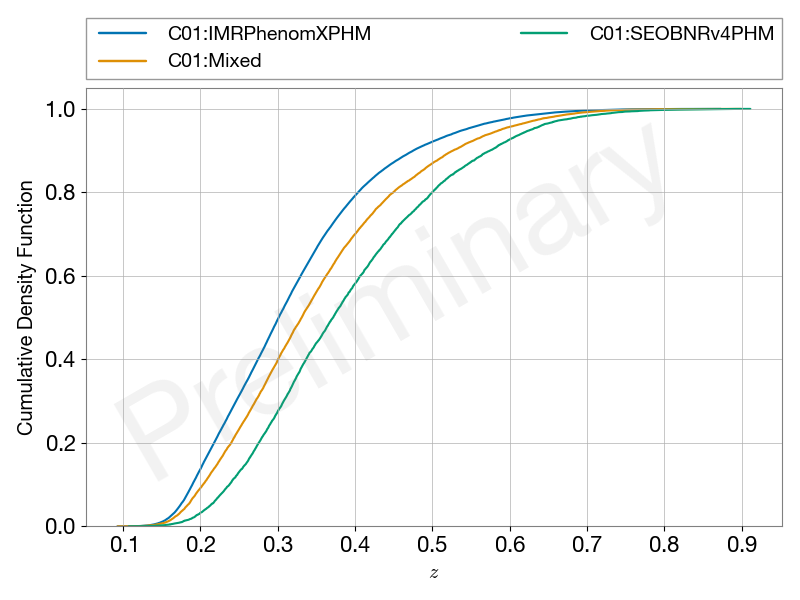 C01:IMRPhenomXPHM
C01:Mixed
C01:SEOBNRv4PHM
Cumulative Density Function
1.0
0.8
0.6
0.4
0.2
0.0
Preliminary
0.1 0.2 0.3 0.4 0.5 0.6 0.7 0.8 0.9
z